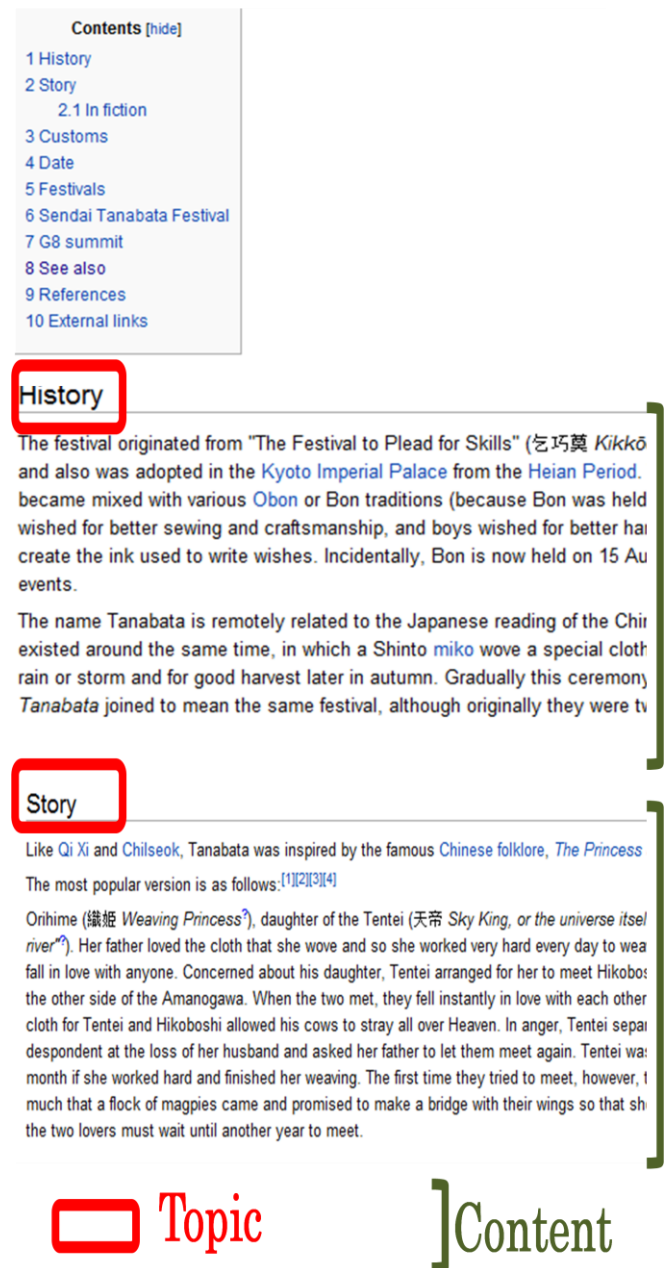 Contents [hide]
1 History
2 Story
2.1 In fiction
3 Customs
4 Date
5 Festivals
6 Sendai Tanabata Festival
7 G8 summit
8 See also
9 References
10 External links
History
The festival originated from "The Festival to Plead for Skills" (乞巧奠 Kikkō
and also was adopted in the Kyoto Imperial Palace from the Heian Period.
became mixed with various Obon or Bon traditions (because Bon was held
wished for better sewing and craftsmanship, and boys wished for better
create the ink used to write wishes. Incidentally, Bon is now held on 15
events.
The name Tanabata is remotely related to the Japanese reading of the
existed around the same time, in which a Shinto miko wove a special cloth
rain or storm and for good harvest later in autumn. Gradually this ceremony
Tanabata joined to mean the same festival, although originally they were
Story
Like Qi Xi and Chilseok, Tanabata was inspired by the famous Chinese folklore, The Princess
The most popular version is as follows:[1][2][3][4]
Orihime (織姫 Weaving Princess?), daughter of the Tentei (天帝 Sky King, or the universe
river"?). Her father loved the cloth that she wove and so she worked very hard every day to
fall in love with anyone. Concerned about his daughter, Tentei arranged for her to meet
the other side of the Amanogawa. When the two met, they fell instantly in love with each other
cloth for Tentei and Hikoboshi allowed his cows to stray all over Heaven. In anger, Tentei
despondent at the loss of her husband and asked her father to let them meet again. Tentei
month if she worked hard and finished her weaving. The first time they tried to meet, however,
much that a flock of magpies came and promised to make a bridge with their wings so that
the two lovers must wait until another year to meet.
Topic
Content